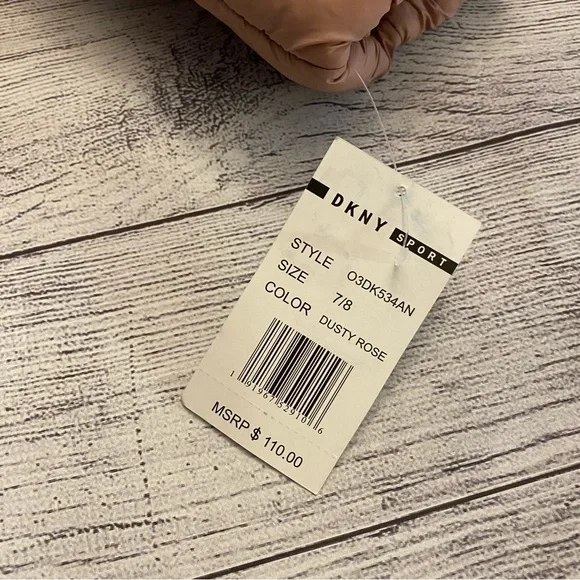 DKNY SPORT
STYLE O3DK534AN
SIZE 7/8
COLOR DUSTY ROSE
MSRP $ 110.00